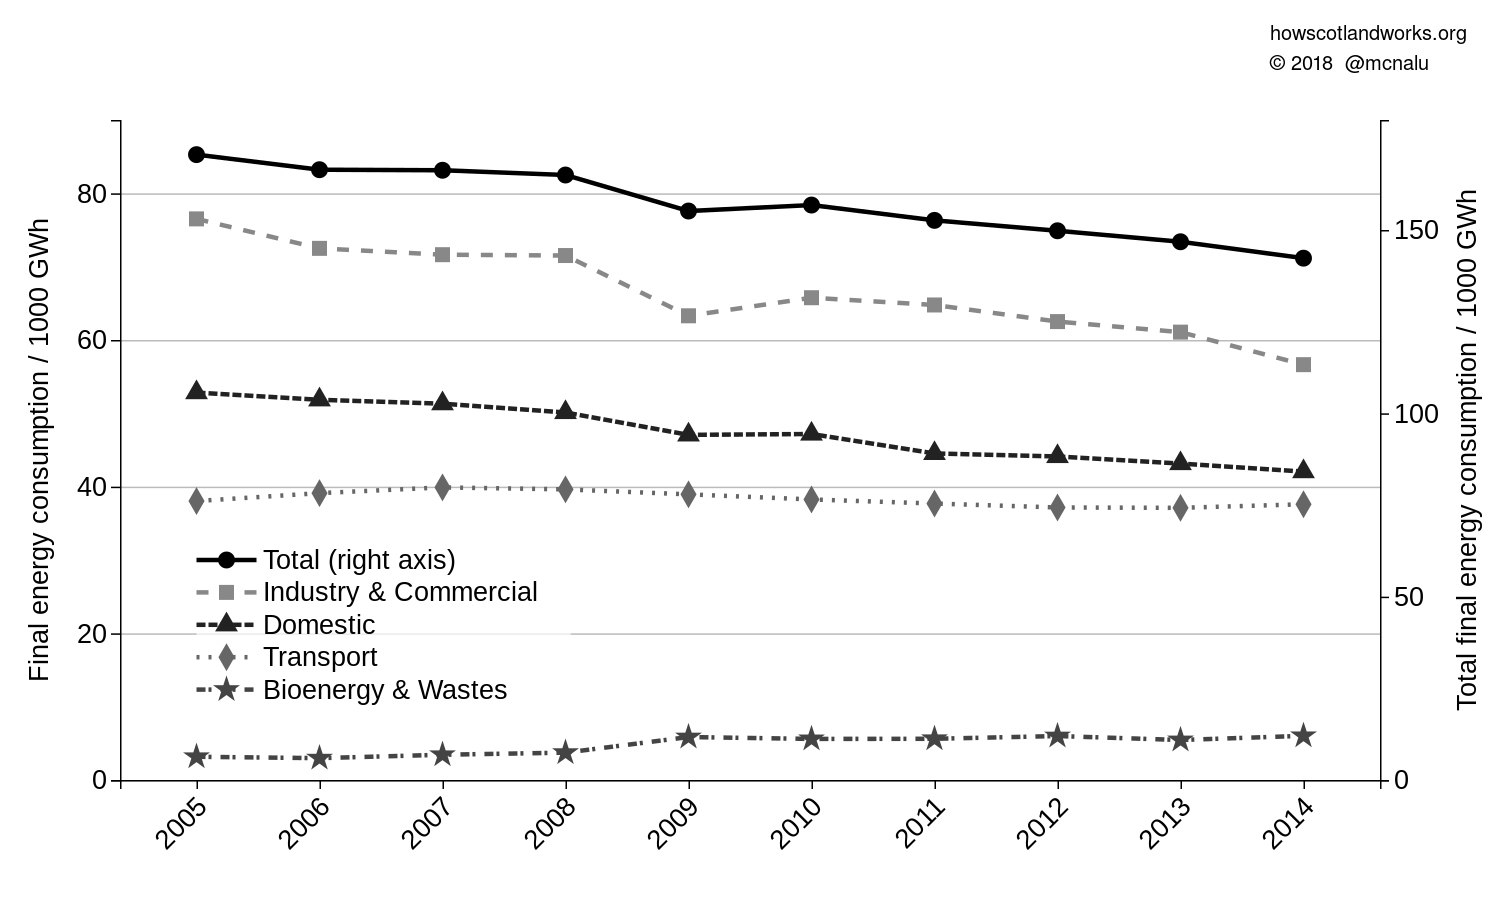 howscotlandworks.org
© 2018 @mcnalu
Final energy consumption / 1000 GWh
80
60
40
20
0
Total final energy consumption / 1000 GWh
150
100
50
0
Total (right axis)
Industry & Commercial
Domestic
Transport
Bioenergy & Wastes
2005
2006
2007
2008
2009
2010
2011
2012
2013
2014